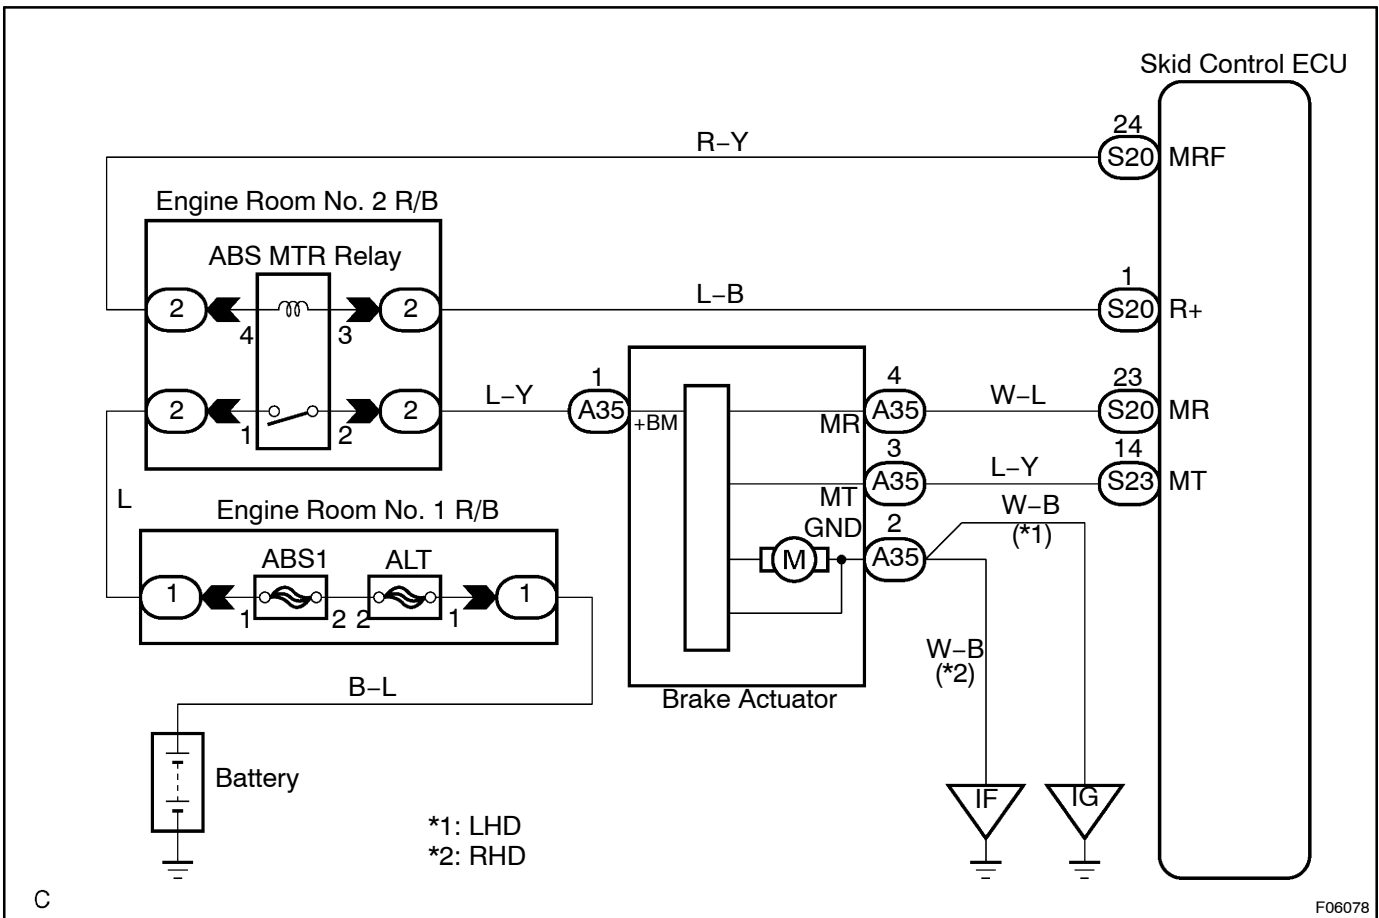 Skid Control ECU
24
R–Y
S20 MRF
Engine Room No. 2 R/B
ABS MTR Relay
1
L–B
2 2 S20 R+
4 3
1 4 23
L–Y W–L
2 2 A35 A35 S20 MR
+BM MR
1 2
3 14
L–Y
A35 S23 MT
MT
L
W–B
Engine Room No. 1 R/B
GND 2
(*1)
ABS1 ALT
M A35
1 1
1 2 2 1
W–B
(*2)
B–L
Brake Actuator
Battery
IF IG
*1: LHD
*2: RHD
C
F06078